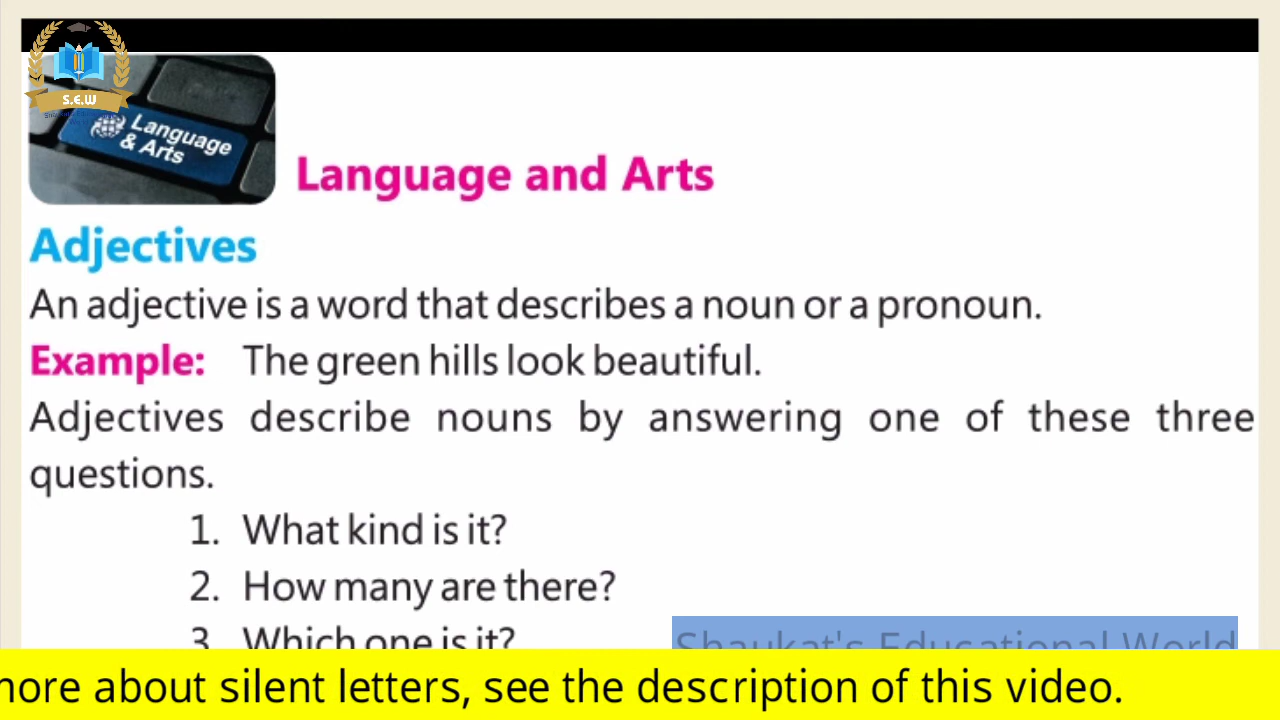 S.E.W
Language
& Arts
Language and Arts
Adjectives
An adjective is a word that describes a noun or a pronoun.
Example: The green hills look beautiful.
Adjectives describe nouns by answering one of these three
questions.
1. What kind is it?
2. How many are there?
3. Which one is it?
Shaukat's Educational World
more about silent letters, see the description of this video.